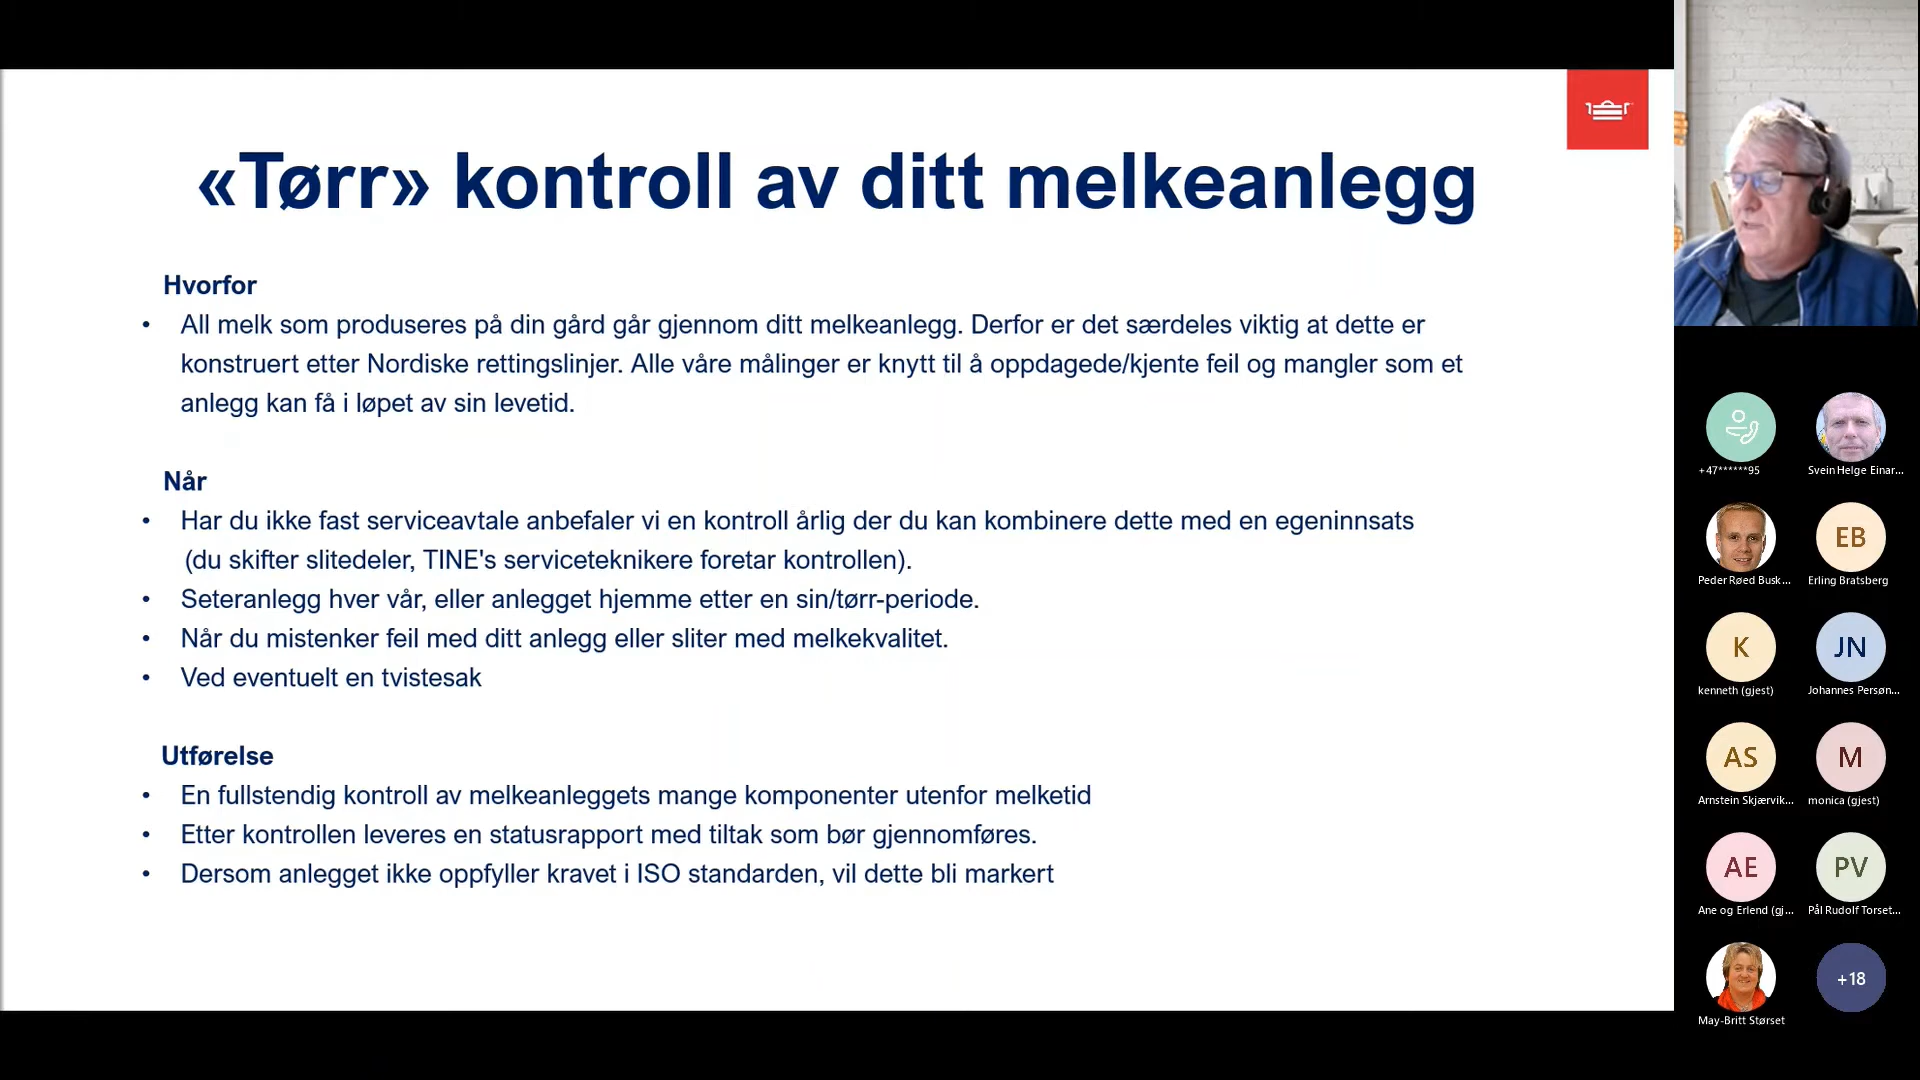 «Tørr» kontroll av ditt melkeanlegg
Hvorfor
• All melk som produseres på din gård går gjennom ditt melkeanlegg. Derfor er det særdeles viktig at dette er
konstruert etter Nordiske rettingslinjer. Alle våre målinger er knytt til å oppdagede/kjente feil og mangler som et
anlegg kan få i løpet av sin levetid.
Når
• Har du ikke fast serviceavtale anbefaler vi en kontroll årlig der du kan kombinere dette med en egeninnsats
(du skifter slitedeler, TINE's serviceteknikere foretar kontrollen).
• Seteranlegg hver vår, eller anlegget hjemme etter en sin/tørr-periode.
• Når du mistenker feil med ditt anlegg eller sliter med melkekvalitet.
• Ved eventuelt en tvistesak
Utførelse
• En fullstendig kontroll av melkeanleggets mange komponenter utenfor melketid
• Etter kontrollen leveres en statusrapport med tiltak som bør gjennomføres.
• Dersom anlegget ikke oppfyller kravet i ISO standarden, vil dette bli markert
+47******95
Svein Helge Einar...
Peder Røed Busk...
EB
Erling Bratsberg
K
kenneth (gjest)
JN
Johannes Persøn...
AS
Arnstein Skjærvik...
M
monica (gjest)
AE
Ane og Erlend (gj...
PV
Pål Rudolf Torset...
May-Britt Størset
+18